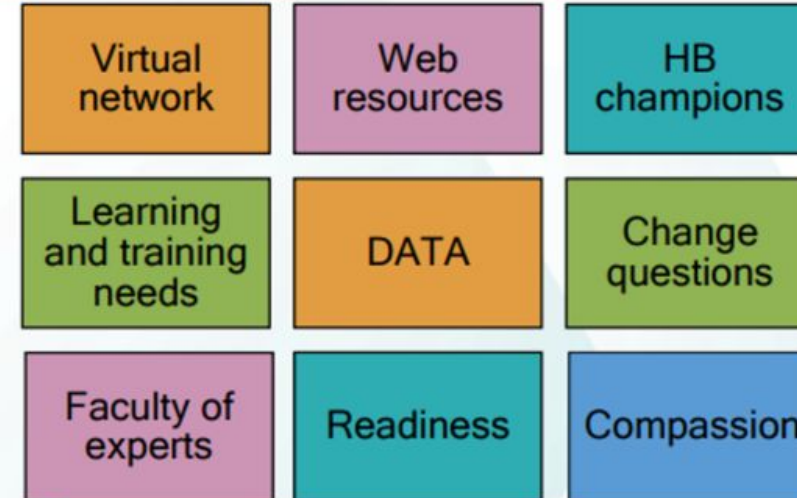 Virtual
network
Web
resources
HB
champions
Learning
and training
needs
DATA
Change
questions
Faculty of
experts
Readiness
Compassion